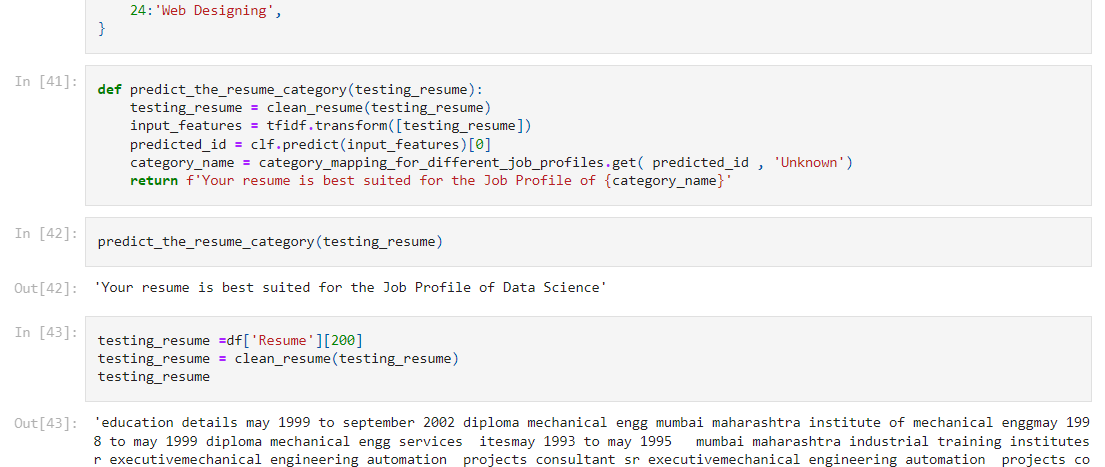 24:'Web Designing',
}
In [41]:
def predict_the_resume_category(testing_resume):
testing_resume = clean_resume(testing_resume)
input_features = tfidf.transform([testing_resume])
predicted_id = clf.predict(input_features)[0]
category_name = category_mapping_for_different_job_profiles.get( predicted_id , 'Unknown')
return f'Your resume is best suited for the Job Profile of {category_name}'
In [42]:
predict_the_resume_category(testing_resume)
Out[42]: 'Your resume is best suited for the Job Profile of Data Science'
In [43]:
testing_resume =df['Resume'][200]
testing_resume = clean_resume(testing_resume)
testing_resume
Out[43]: 'education details may 1999 to september 2002 diploma mechanical engg mumbai maharashtra institute of mechanical enggmay 199
8 to may 1999 diploma mechanical engg services  itesmay 1993 to may 1995   mumbai maharashtra industrial training institutes
r executivemechanical engineering automation  projects consultant sr executivemechanical engineering automation  projects co